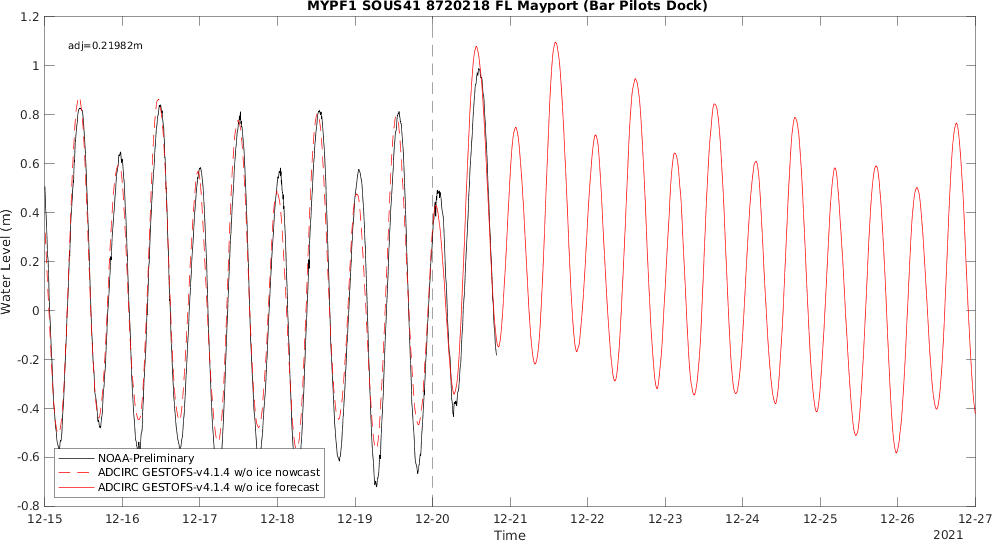 MYPF1 SOUS41 8720218 FL Mayport (Bar Pilots Dock)
adj=0.21982m
Water Level (m)
1.2
1
0.8
0.6
0.4
0.2
0
-0.2
-0.4
-0.6
-0.8
NOAA-Preliminary
ADCIRC GESTOFS-v4.1.4 w/o ice nowcast
ADCIRC GESTOFS-v4.1.4 w/o ice forecast
12-15 12-16 12-17 12-18 12-19 12-20 12-21 12-22 12-23 12-24 12-25 12-26 12-27
Time
2021